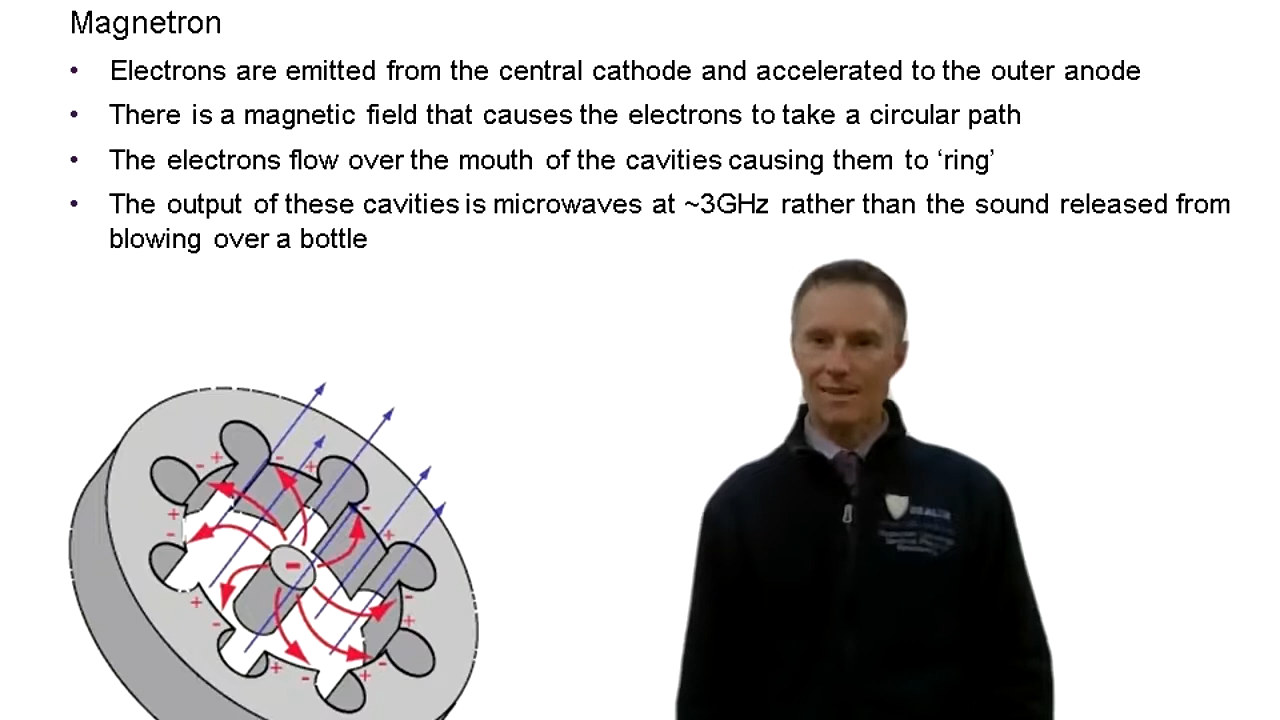 Magnetron
• Electrons are emitted from the central cathode and accelerated to the outer anode
• There is a magnetic field that causes the electrons to take a circular path
• The electrons flow over the mouth of the cavities causing them to ‘ring’
• The output of these cavities is microwaves at ~3GHz rather than the sound released from
blowing over a bottle